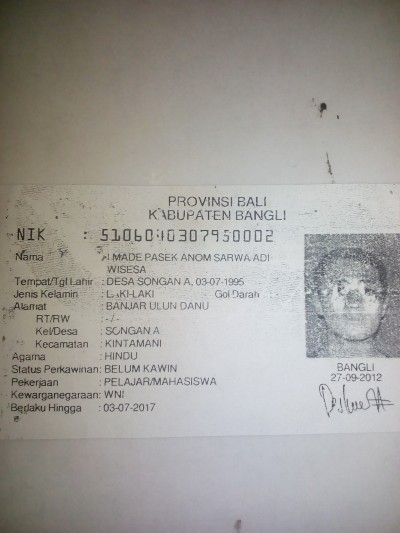 PROVINSI BALI
KABUPATEN BANGLI
NIK : 5106040307950002
Nama : I MADE PASEK ANOM SARWA ADI
WISESA
Tempat/Tgl Lahir : DESA SONGAN A, 03-07-1995
Jenis Kelamin : LAKI-LAKI Gol Darah :
Alamat : BANJAR ULUN DANU
RT/RW : -/-
Kel/Desa : SONGAN A
Kecamatan : KINTAMANI
Agama : HINDU
Status Perkawinan: BELUM KAWIN
Pekerjaan : PELAJAR/MAHASISWA
Kewarganegaraan: WNI
Berlaku Hingga : 03-07-2017
BANGLI
27-09-2012